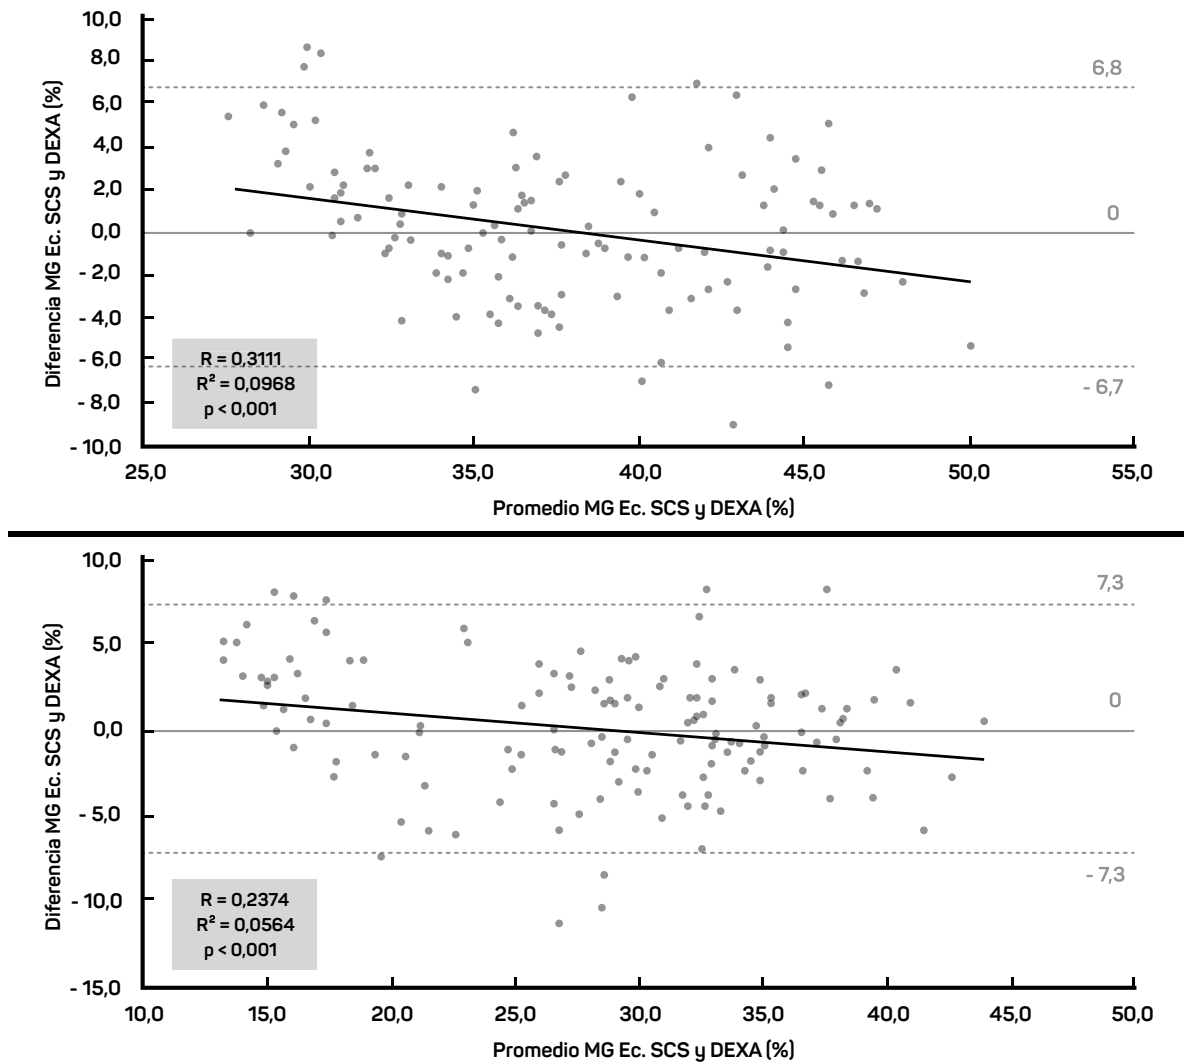 10,0
8,0
6,8
6,0
4,0
2,0
0
0,0
- 2,0
- 4,0
- 6,0
- 6,7
- 8,0
- 10,0
Diferencia MG Ec. SCS y DEXA (%)
R = 0,3111
R² = 0,0968
p < 0,001
25,0 30,0 35,0 40,0 45,0 50,0 55,0
Promedio MG Ec. SCS y DEXA (%)
10,0
7,3
5,0
0
0,0
- 5,0
- 7,3
- 10,0
- 15,0
Diferencia MG Ec. SCS y DEXA (%)
R = 0,2374
R² = 0,0564
p < 0,001
10,0 15,0 20,0 25,0 30,0 35,0 40,0 45,0 50,0
Promedio MG Ec. SCS y DEXA (%)